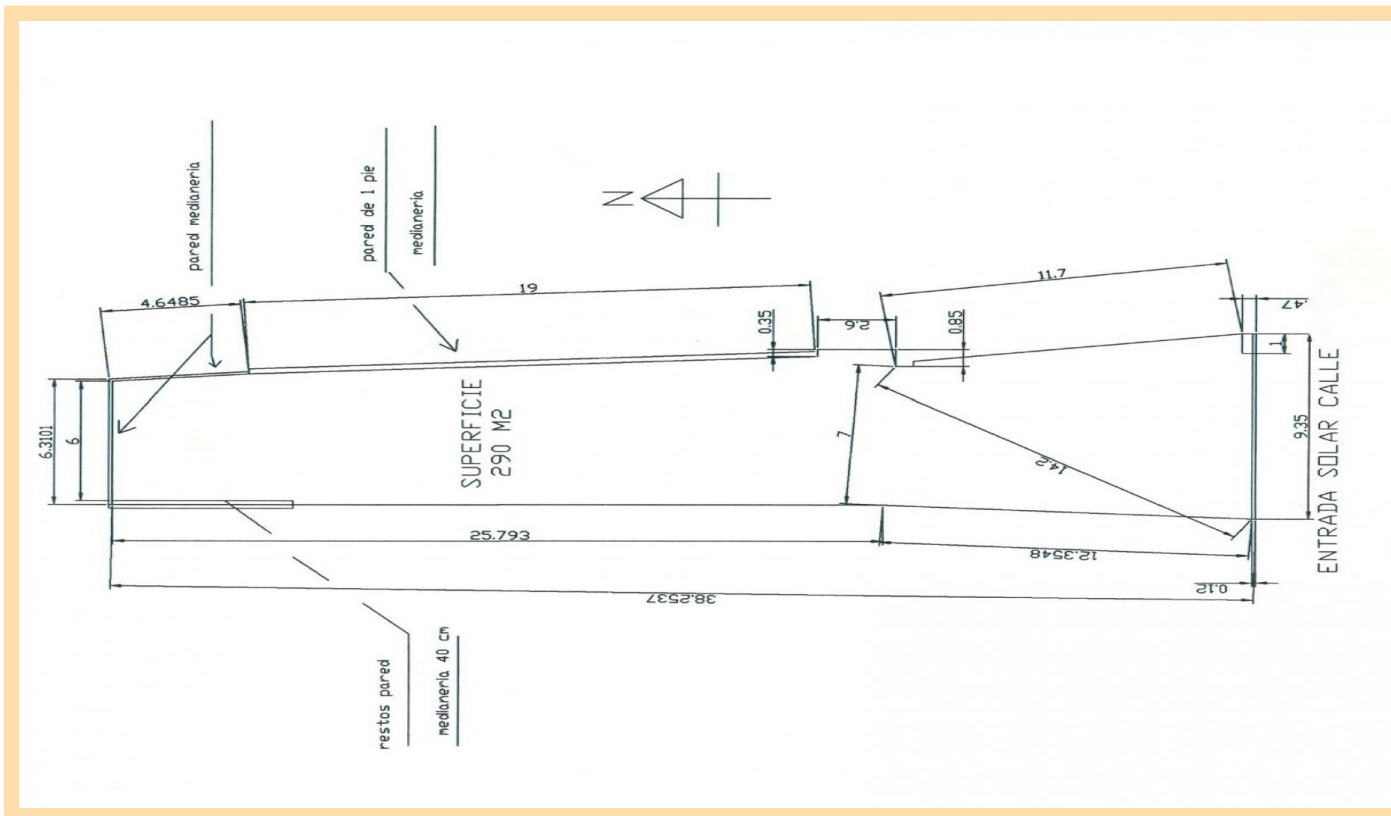 pared medianeria
pared de 1 pie
medianeria
N
4.6485
19
0.35
2.6
0.85
11.7
.47
1
9.35
6.3101
6
SUPERFICIE
290 M2
7
14.2
25.793
12.3548
38.2537
0.12
ENTRADA SOLAR CALLE
restos pared
medianeria 40 cm